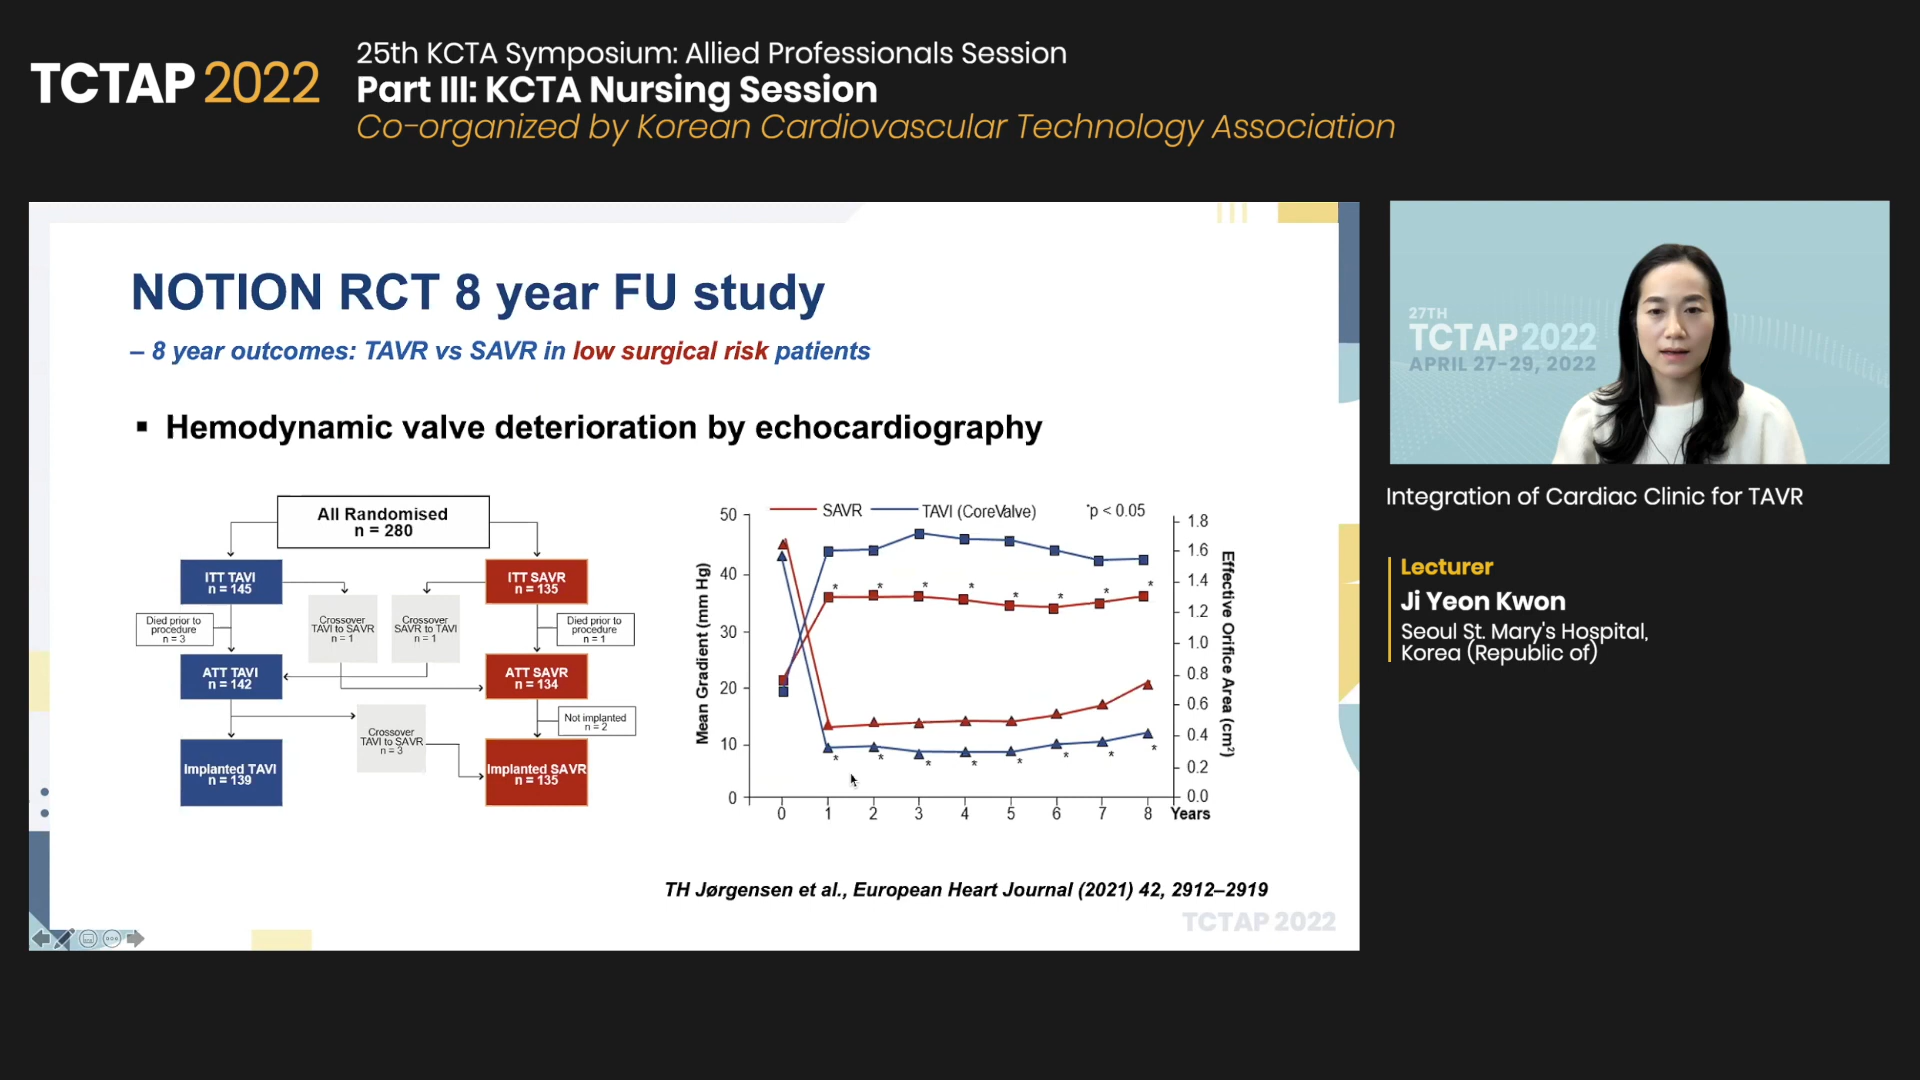 TCTAP 2022
25th KCTA Symposium: Allied Professionals Session
Part III: KCTA Nursing Session
Co-organized by Korean Cardiovascular Technology Association
NOTION RCT 8 year FU study
– 8 year outcomes: TAVR vs SAVR in low surgical risk patients
▪ Hemodynamic valve deterioration by echocardiography
All Randomised
n = 280
ITT TAVI
n = 145
ITT SAVR
n = 135
Died prior to
procedure
n = 3
Crossover
TAVI to SAVR
n = 1
Crossover
SAVR to TAVI
n = 1
Died prior to
procedure
n = 1
ATT TAVI
n = 142
ATT SAVR
n = 134
Crossover
TAVI to SAVR
n = 3
Not implanted
n = 2
Implanted TAVI
n = 139
Implanted SAVR
n = 135
SAVR
TAVI (CoreValve)
*p < 0.05
Mean Gradient (mm Hg)
50
40
30
20
10
0
1.8
1.6
1.4
1.2
1.0
0.8
0.6
0.4
0.2
0.0
Effective Orifice Area (cm²)
0 1 2 3 4 5 6 7 8 Years
TH Jørgensen et al., European Heart Journal (2021) 42, 2912–2919
TCTAP 2022
27TH
TCTAP 2022
APRIL 27-29, 2022
Integration of Cardiac Clinic for TAVR
Lecturer
Ji Yeon Kwon
Seoul St. Mary's Hospital,
Korea (Republic of)